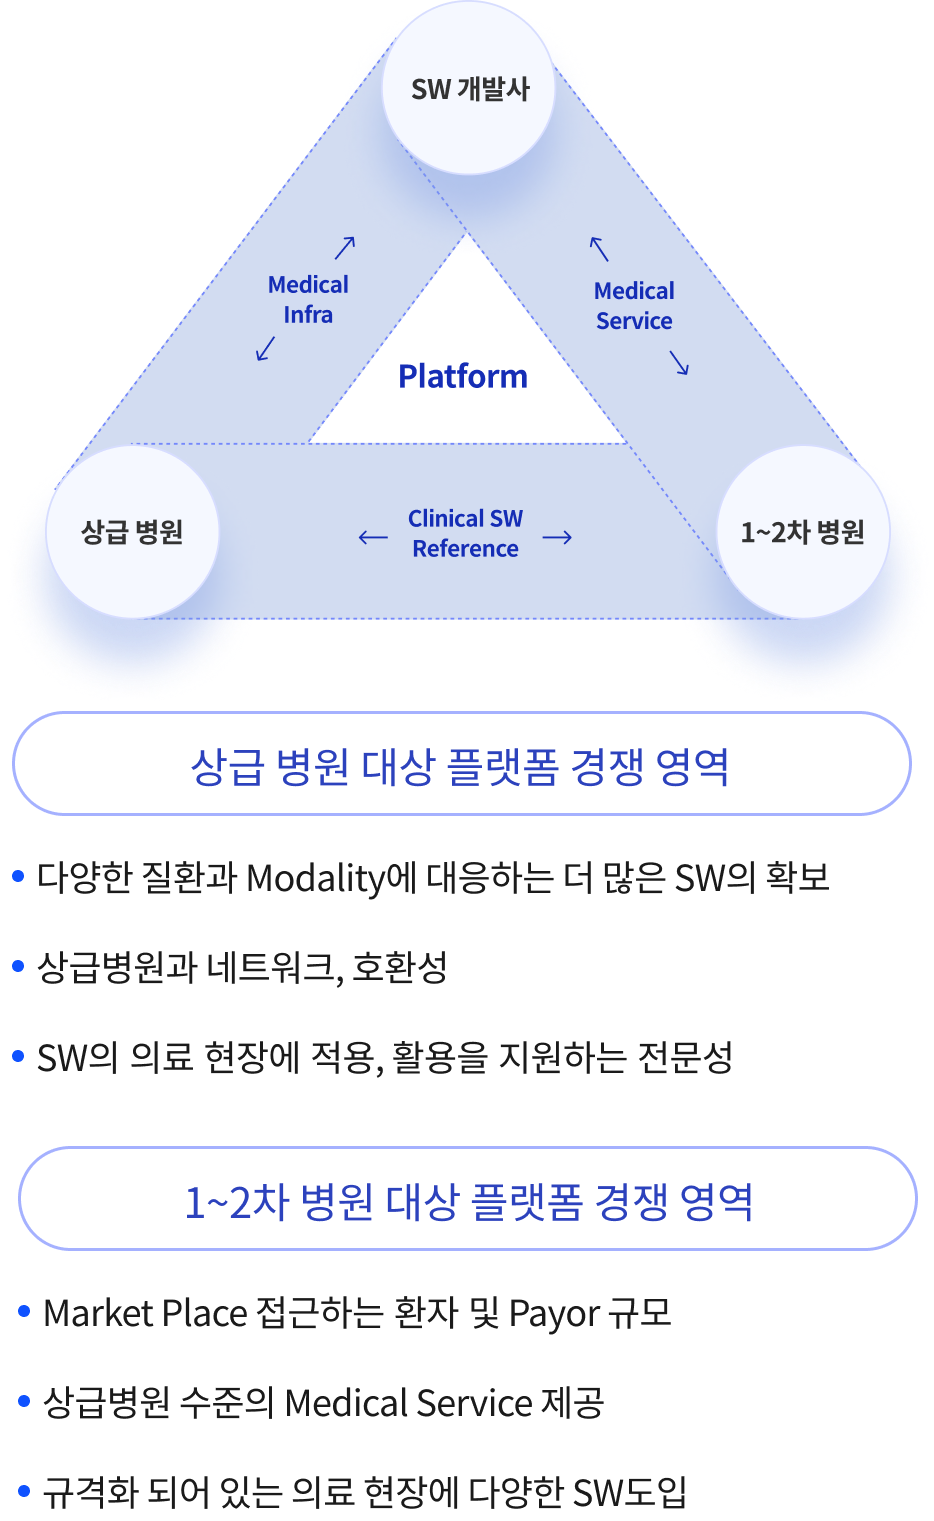 SW 개발사
Medical
Infra
Medical
Service
Platform
상급 병원
Clinical SW
Reference
1~2차 병원
상급 병원 대상 플랫폼 경쟁 영역
다양한 질환과 Modality에 대응하는 더 많은 SW의 확보
상급병원과 네트워크, 호환성
SW의 의료 현장에 적용, 활용을 지원하는 전문성
1~2차 병원 대상 플랫폼 경쟁 영역
Market Place 접근하는 환자 및 Payor 규모
상급병원 수준의 Medical Service 제공
규격화 되어 있는 의료 현장에 다양한 SW도입